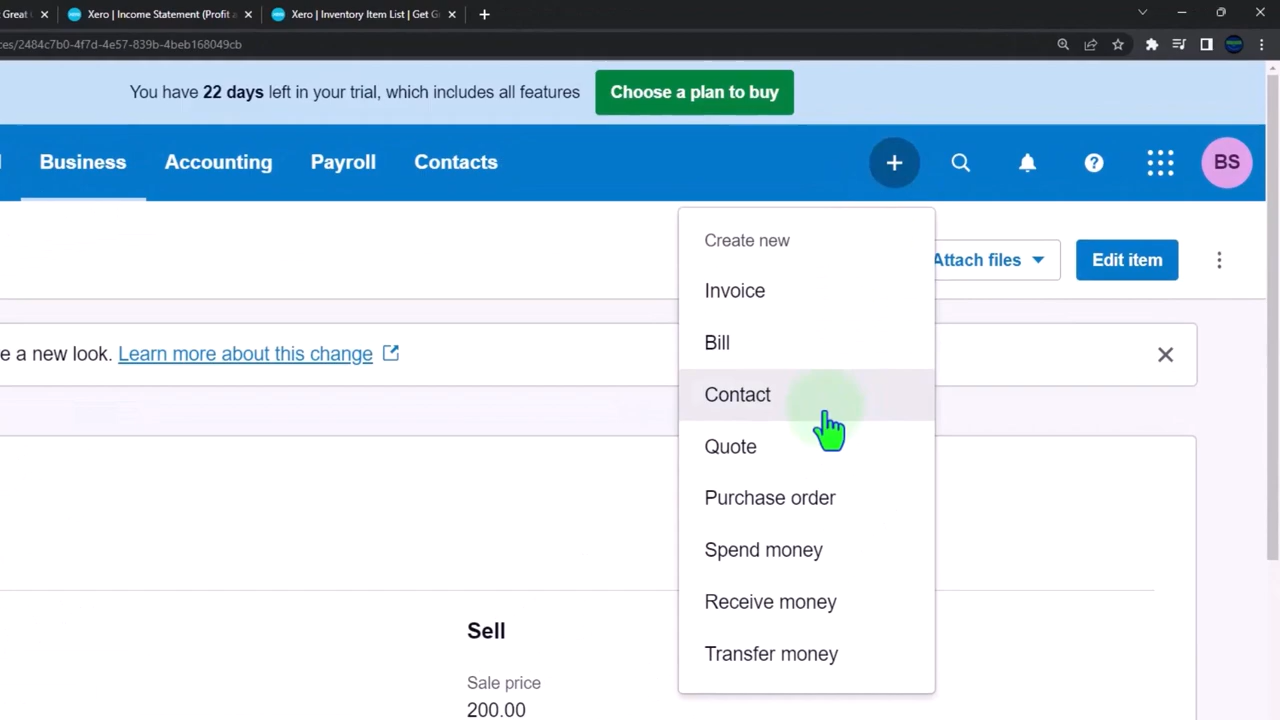 Great
Xero | Income Statement (Profit a
Xero | Inventory Item List | Get G
ces/2484c7b0-4f7d-4e57-839b-4beb168049cb
You have 22 days left in your trial, which includes all features
Choose a plan to buy
Business
Accounting
Payroll
Contacts
BS
Create new
Attach files
Edit item
Invoice
e a new look. Learn more about this change
Bill
Contact
Quote
Purchase order
Spend money
Receive money
Transfer money
Sell
Sale price
200.00